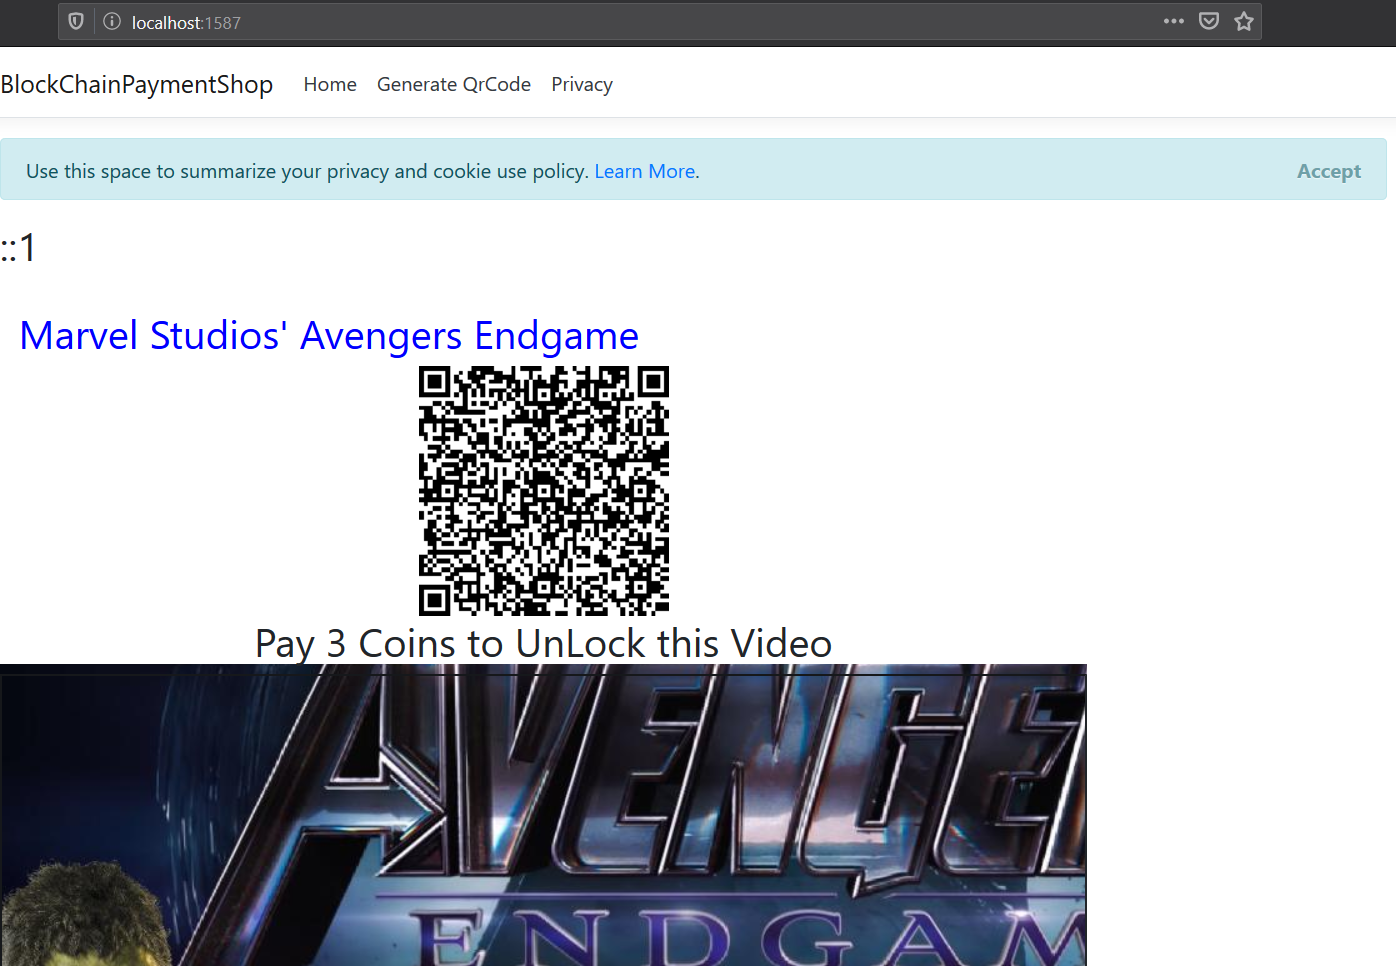 localhost:1587
BlockChainPaymentShop Home Generate QrCode Privacy
Use this space to summarize your privacy and cookie use policy. Learn More. Accept
::1
Marvel Studios' Avengers Endgame
Pay 3 Coins to UnLock this Video
AVENGE
ENDGAM